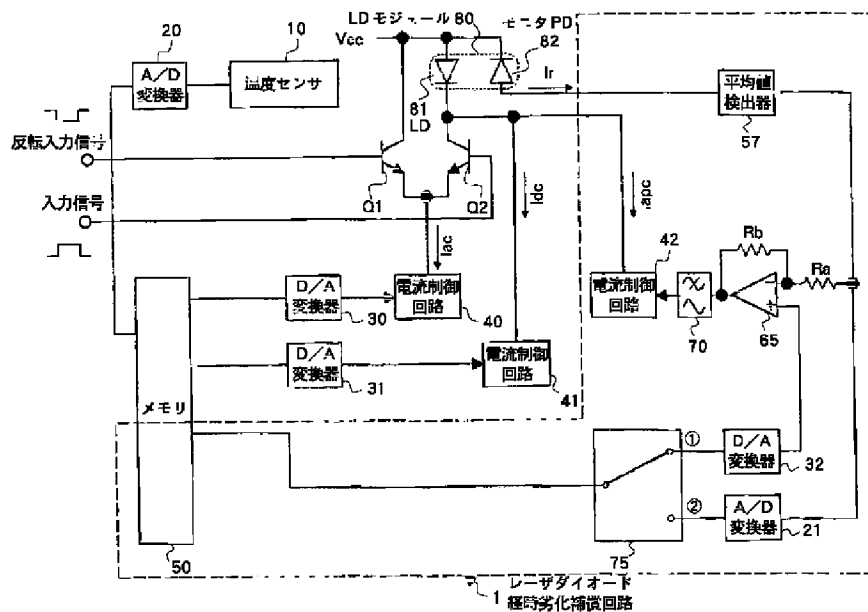 LDモジュール 80
モニタPD
82
Vcc
20
10
A/D
変換器
温度センサ
81
LD
Ir
平均値
検出器
57
反転入力信号
入力信号
Q1
Q2
Iac
Idc
Iapc
42
Rb
Ra
D/A
変換器
30
電流制御
回路
40
電流制御
回路
70
65
D/A
変換器
31
電流制御
回路
41
メモリ
50
①
D/A
変換器
32
②
A/D
変換器
21
75
1
レーザダイオード
経時劣化補償回路